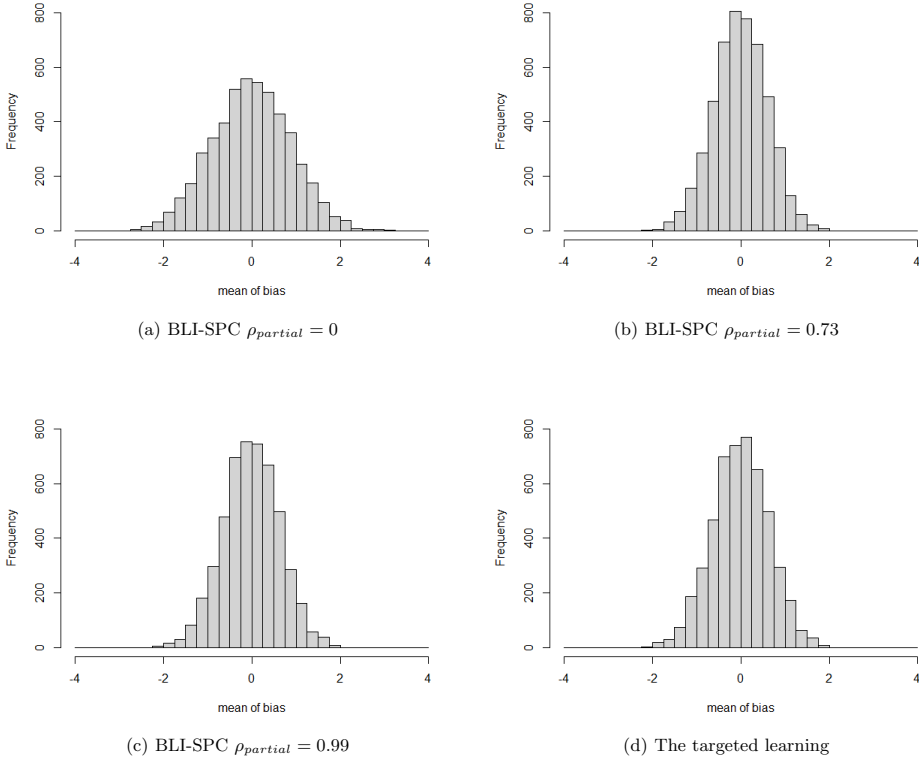 800
600
400
200
0
Frequency
-4 -2 0 2 4
mean of bias
(a) BLI-SPC ρpartial = 0
800
600
400
200
0
Frequency
-4 -2 0 2 4
mean of bias
(b) BLI-SPC ρpartial = 0.73
800
600
400
200
0
Frequency
-4 -2 0 2 4
mean of bias
(c) BLI-SPC ρpartial = 0.99
800
600
400
200
0
Frequency
-4 -2 0 2 4
mean of bias
(d) The targeted learning